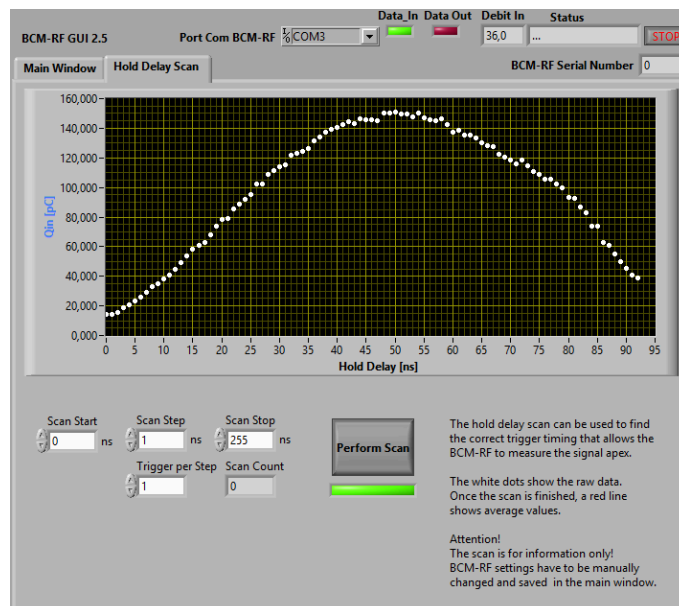 Data_In Data Out Debit In Status
BCM-RF GUI 2.5 Port Com BCM-RF COM3 36,0 ... STOP
Main Window Hold Delay Scan BCM-RF Serial Number 0
160,000
140,000
120,000
100,000
80,000
60,000
40,000
20,000
0,000
Qin [pC]
0 5 10 15 20 25 30 35 40 45 50 55 60 65 70 75 80 85 90 95
Hold Delay [ns]
Scan Start Scan Step Scan Stop
0 ns 1 ns 255 ns
Trigger per Step Scan Count
1 0
Perform Scan
The hold delay scan can be used to find
the correct trigger timing that allows the
BCM-RF to measure the signal apex.
The white dots show the raw data.
Once the scan is finished, a red line
shows average values.
Attention!
The scan is for information only!
BCM-RF settings have to be manually
changed and saved in the main window.